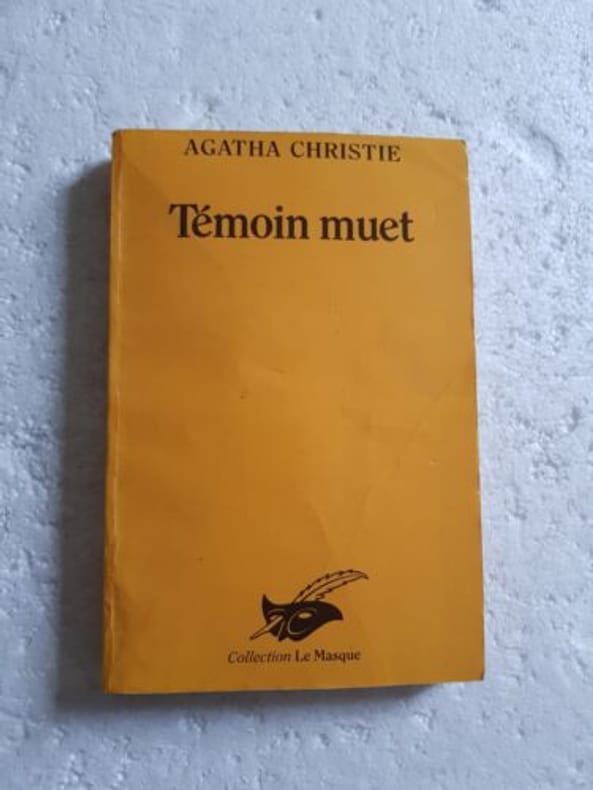 AGATHA CHRISTIE
Témoin muet
Collection Le Masque